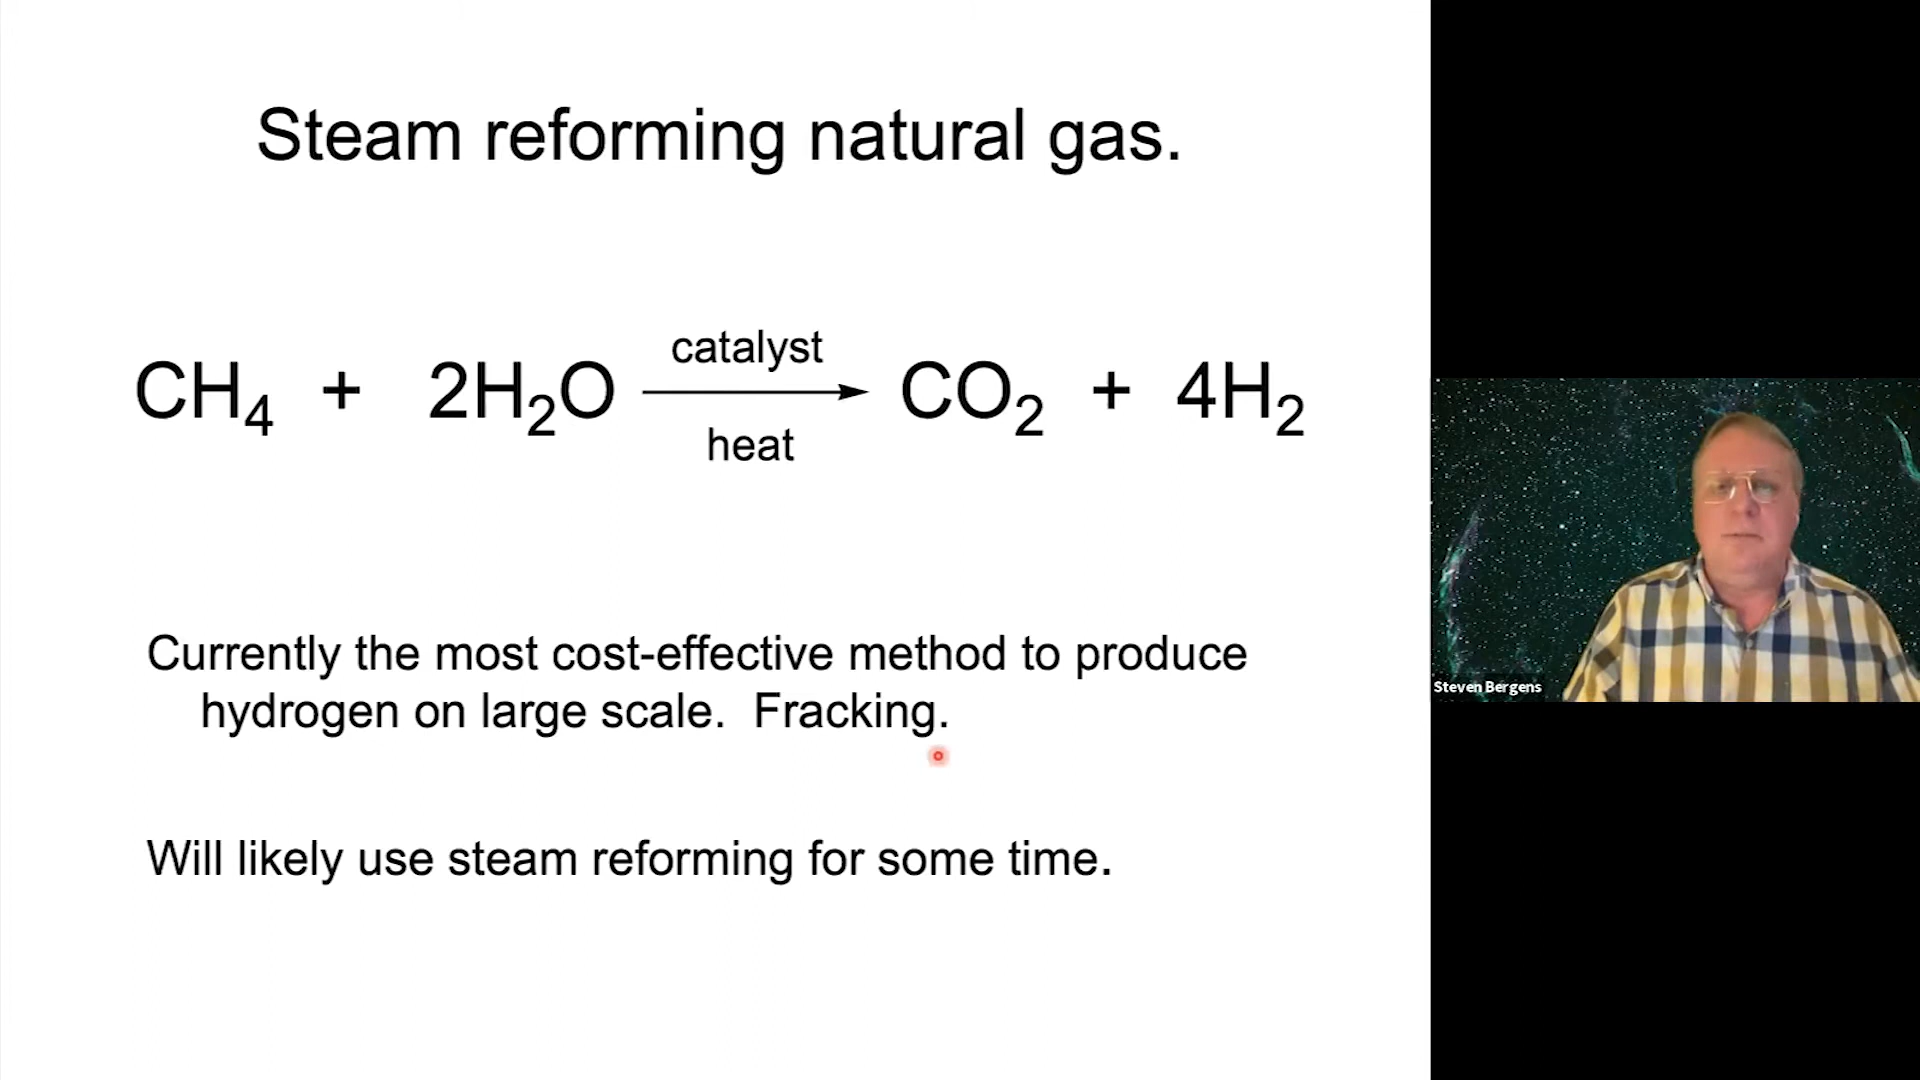 Steam reforming natural gas.
catalyst
CH₄ + 2H₂O → CO₂ + 4H₂
heat
Currently the most cost-effective method to produce
hydrogen on large scale. Fracking.
Will likely use steam reforming for some time.
Steven Bergens